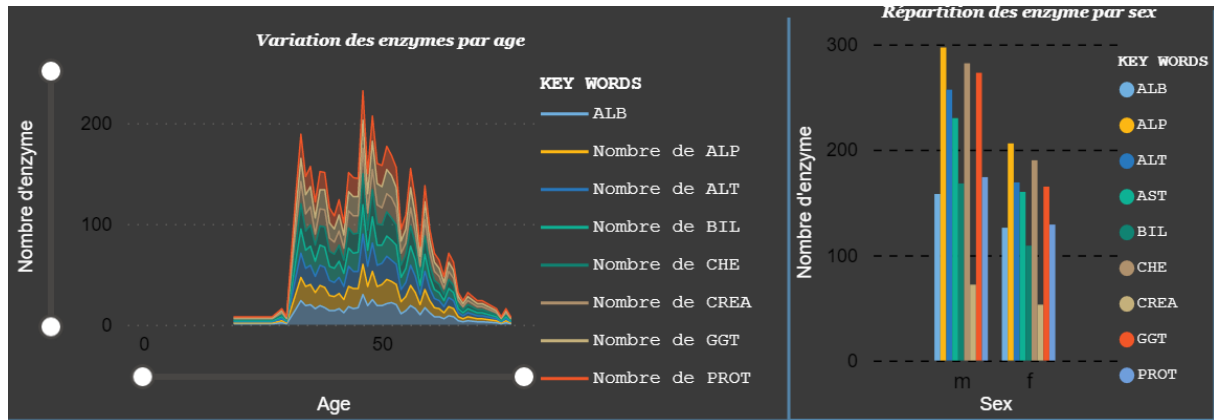 Variation des enzymes par age
Nombre d'enzyme
200
100
0
0
50
Age
KEY WORDS
ALB
Nombre de ALP
Nombre de ALT
Nombre de BIL
Nombre de CHE
Nombre de CREA
Nombre de GGT
Nombre de PROT
Répartition des enzyme par sex
Nombre d'enzyme
300
200
100
0
m
f
Sex
KEY WORDS
ALB
ALP
ALT
AST
BIL
CHE
CREA
GGT
PROT